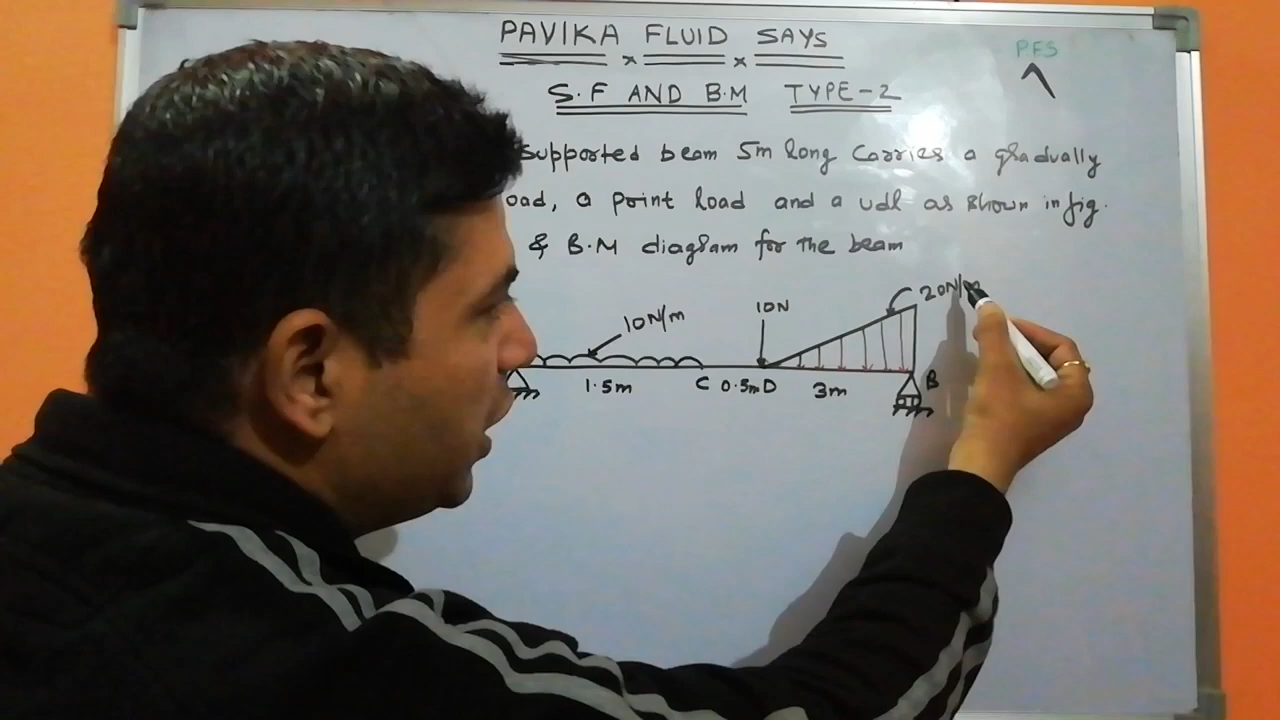 PAVIKA FLUID SAYS
PFS
S.F AND B.M TYPE-2
Supported beam 5m long Carries a gradually
oad, a point load and a udl as shown in fig.
& B.M diagram for the beam
20N/m
10N/m
10N
1.5m C 0.5m D 3m B